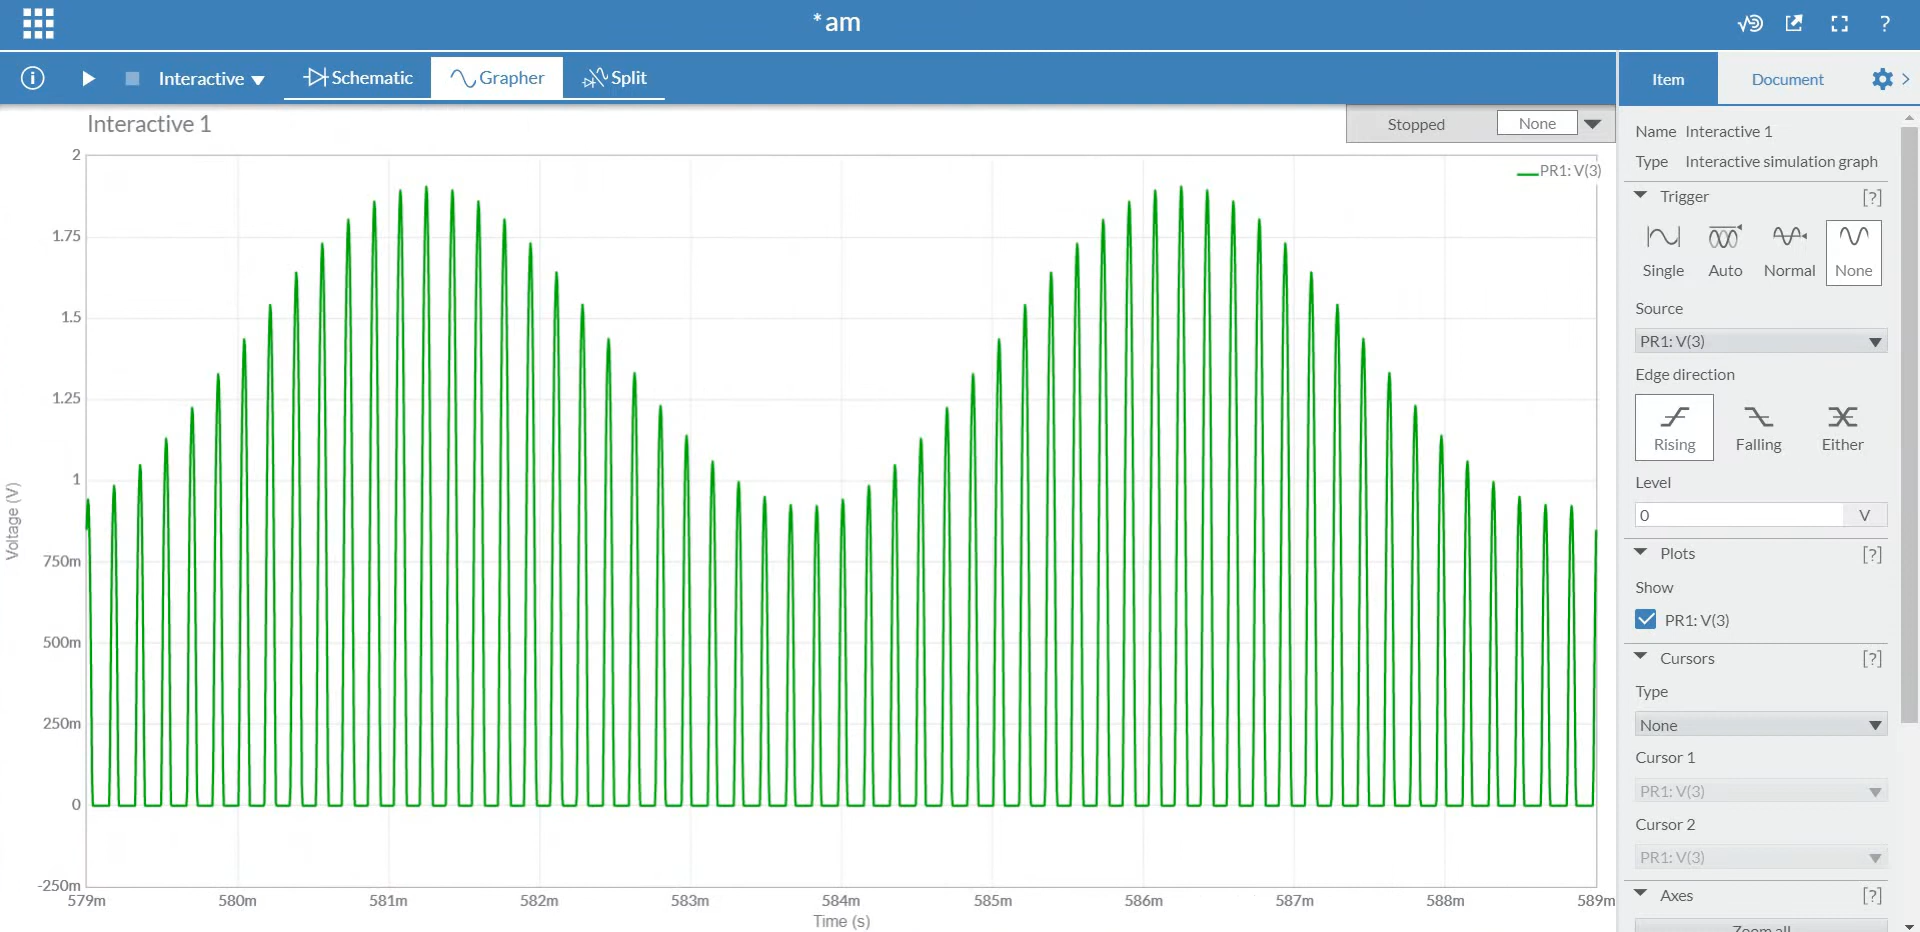 *am
?
Interactive
Schematic
Grapher
Split
Item
Document
Interactive 1
Stopped
None
Name Interactive 1
Type Interactive simulation graph
Trigger [?]
Single Auto Normal None
Source
PR1: V(3)
Edge direction
Rising Falling Either
Level
0 V
Plots [?]
Show
PR1: V(3)
Cursors [?]
Type
None
Cursor 1
PR1: V(3)
Cursor 2
PR1: V(3)
Axes [?]
Zoom all
PR1: V(3)
2
1.75
1.5
1.25
1
750m
500m
250m
0
-250m
Voltage (V)
579m 580m 581m 582m 583m 584m 585m 586m 587m 588m 589m
Time (s)